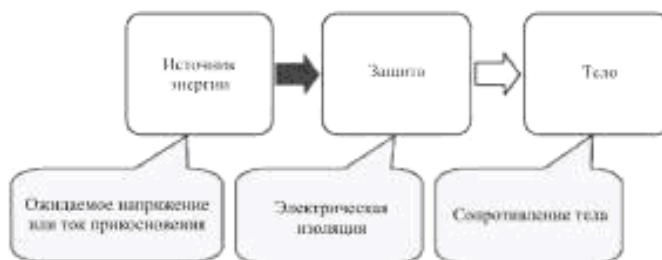 Источник
энергии
Защита
Тело
Ожидаемое напряжение
или ток прикосновения
Электрическая
изоляция
Сопротивление тела